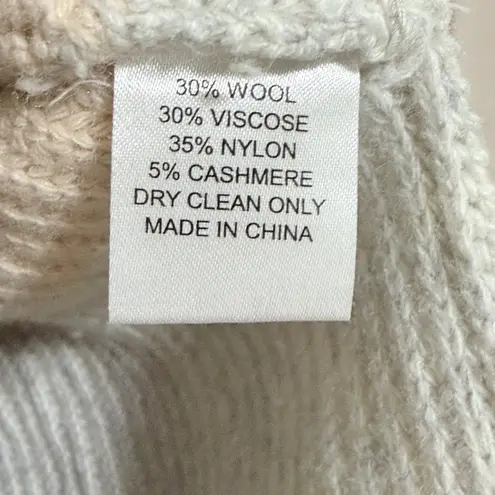 30% WOOL
30% VISCOSE
35% NYLON
5% CASHMERE
DRY CLEAN ONLY
MADE IN CHINA